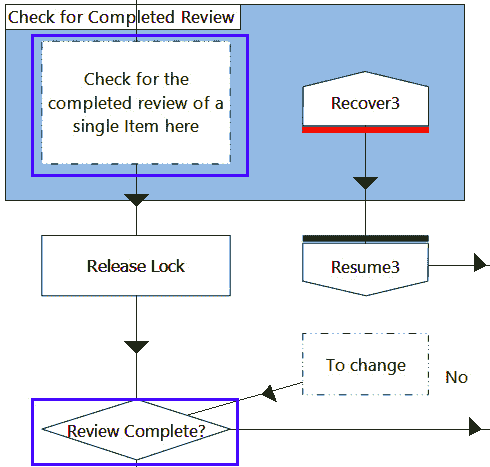 Check for Completed Review
Check for the
completed review of a
single Item here
Recover3
Release Lock
Resume3
To change
No
Review Complete?